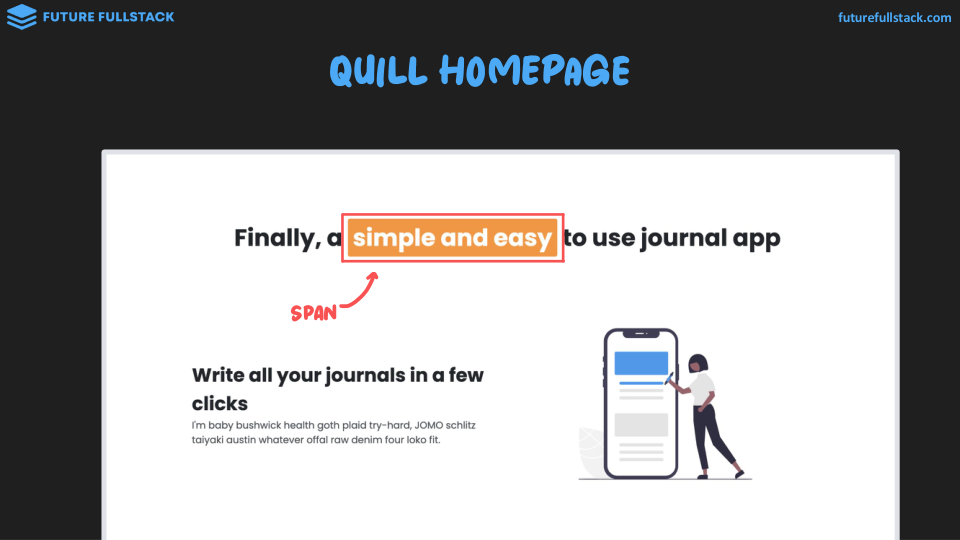 FUTURE FULLSTACK
futurefullstack.com
QUILL HOMEPAGE
Finally, a simple and easy to use journal app
SPAN
Write all your journals in a few
clicks
I'm baby bushwick health goth plaid try-hard, JOMO schlitz
taiyaki austin whatever offal raw denim four loko fit.